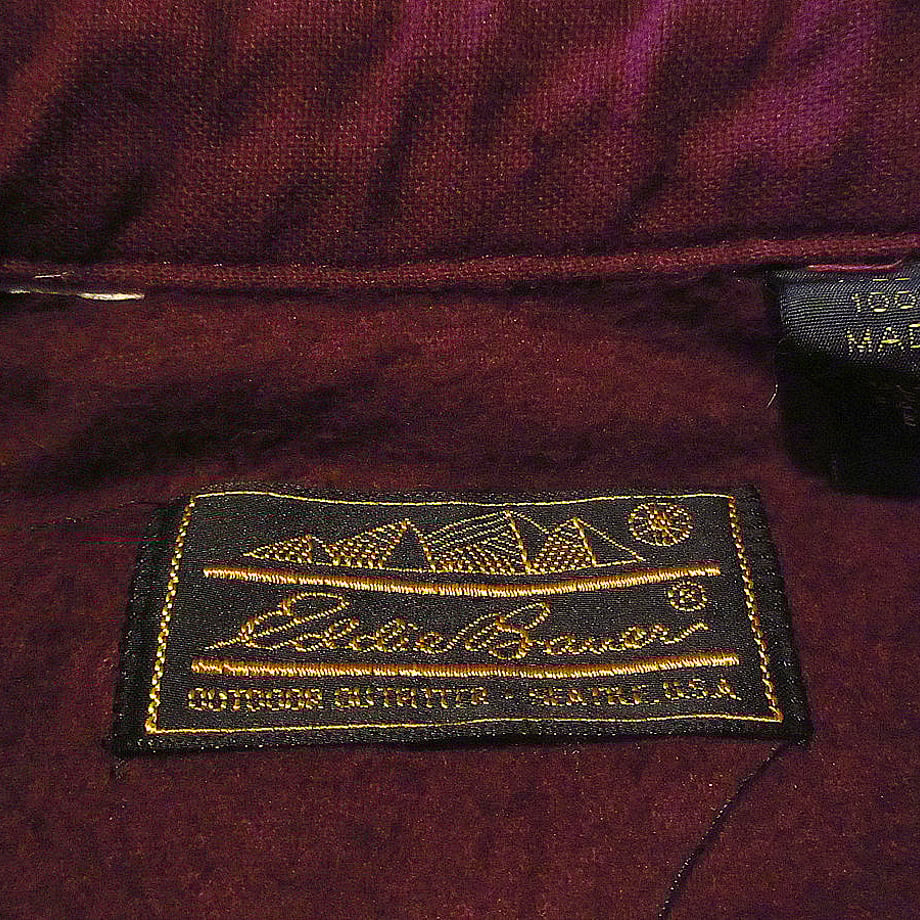 100
MAD
Eddie Bauer ®
OUTDOOR OUTFITTER - SEATTLE, U.S.A.